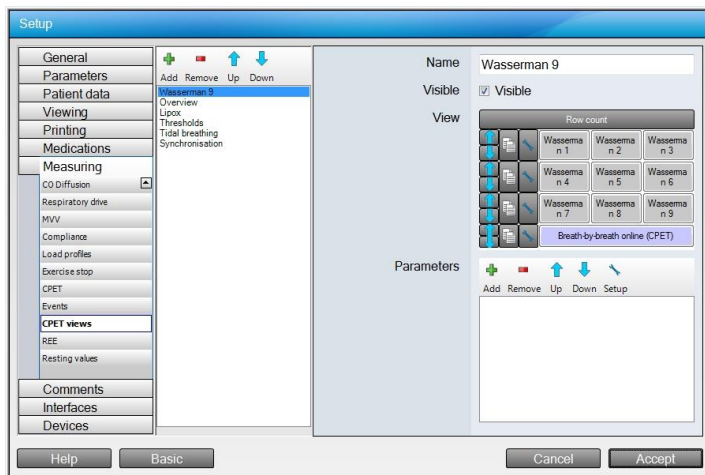 Setup
General
Parameters
Patient data
Viewing
Printing
Medications
Measuring
CO Diffusion
Respiratory drive
MVV
Compliance
Load profiles
Exercise stop
CPET
Events
CPET views
REE
Resting values
Comments
Interfaces
Devices
Add Remove Up Down
Wasserman 9
Overview
Lipox
Thresholds
Tidal breathing
Synchronisation
Name Wasserman 9
Visible Visible
View
Row count
Wasserma
n 1
Wasserma
n 2
Wasserma
n 3
Wasserma
n 4
Wasserma
n 5
Wasserma
n 6
Wasserma
n 7
Wasserma
n 8
Wasserma
n 9
Breath-by-breath online (CPET)
Parameters
Add Remove Up Down Setup
Help Basic Cancel Accept